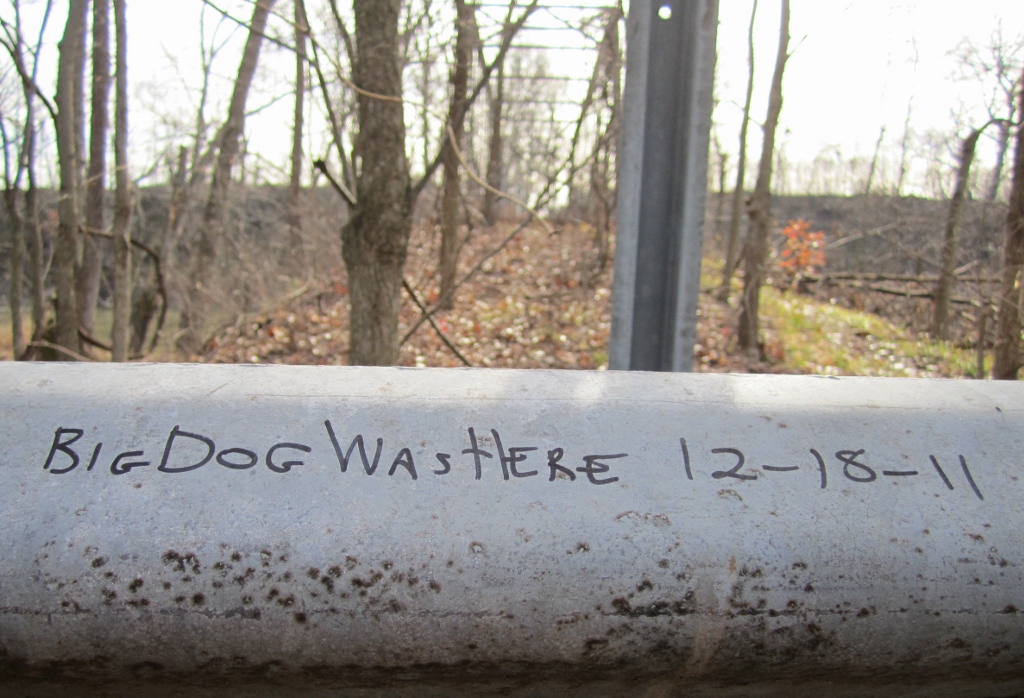 BIG DOG WAS HERE 12-18-11